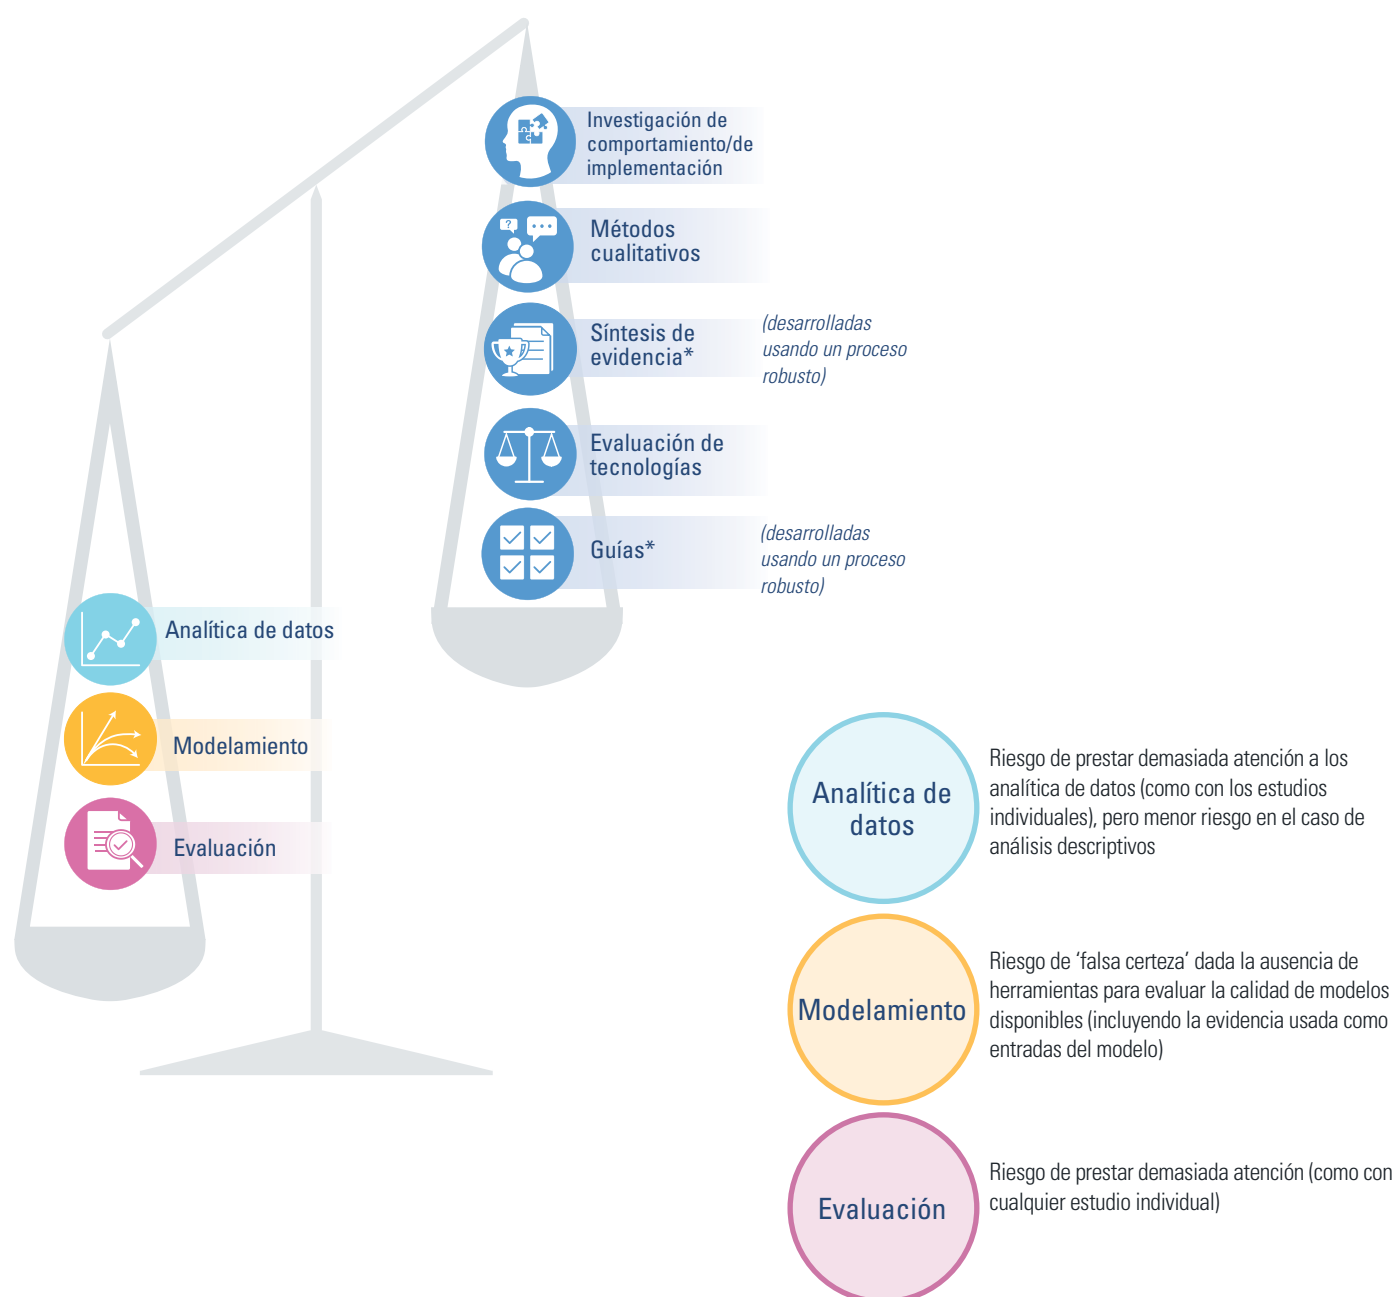 Investigación de
comportamiento/de
implementación
Métodos
cualitativos
Síntesis de
evidencia*
(desarrolladas
usando un proceso
robusto)
Evaluación de
tecnologías
Guías*
(desarrolladas
usando un proceso
robusto)
Analítica de datos
Modelamiento
Evaluación
Analítica de
datos
Riesgo de prestar demasiada atención a los
analítica de datos (como con los estudios
individuales), pero menor riesgo en el caso de
análisis descriptivos
Modelamiento
Riesgo de ‘falsa certeza’ dada la ausencia de
herramientas para evaluar la calidad de modelos
disponibles (incluyendo la evidencia usada como
entradas del modelo)
Evaluación
Riesgo de prestar demasiada atención (como con
cualquier estudio individual)